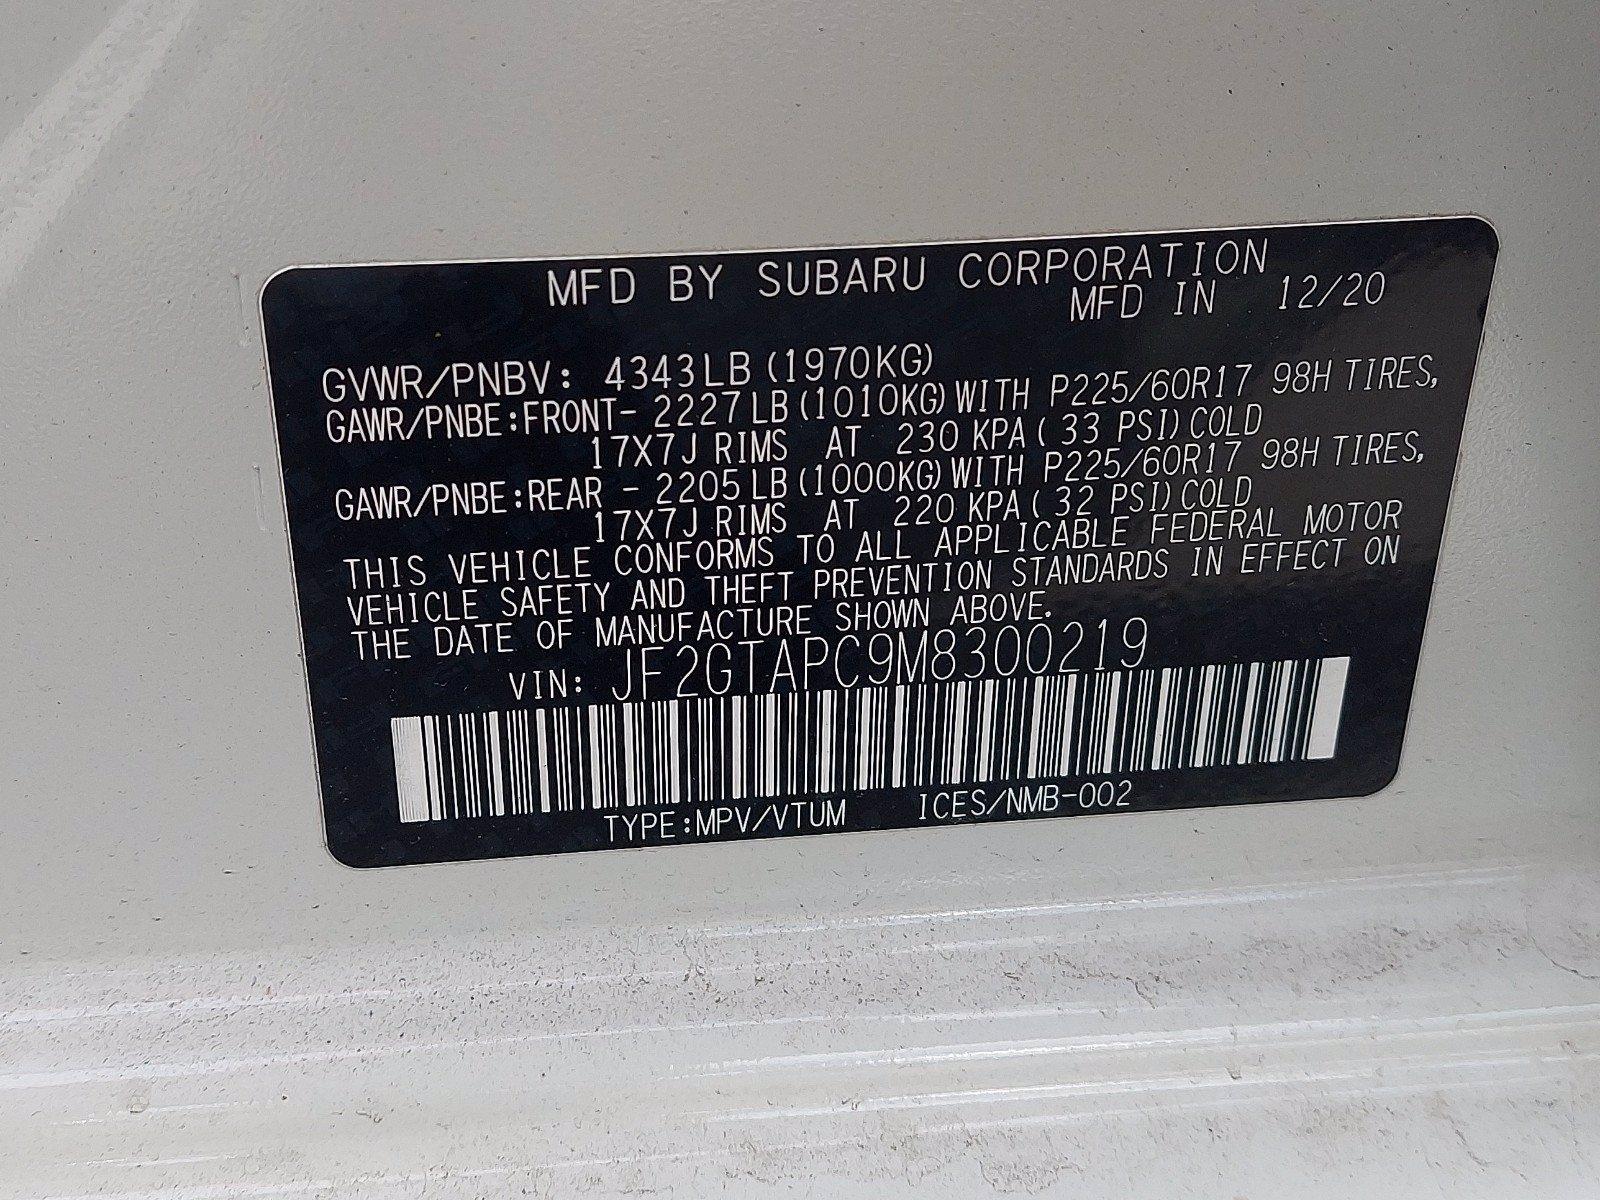 MFD BY SUBARU CORPORATION
MFD IN 12/20
GVWR/PNBV: 4343LB (1970KG)
GAWR/PNBE:FRONT- 2227LB (1010KG) WITH P225/60R17 98H TIRES,
17X7J RIMS AT 230 KPA ( 33 PSI) COLD
GAWR/PNBE:REAR - 2205LB (1000KG) WITH P225/60R17 98H TIRES,
17X7J RIMS AT 220 KPA ( 32 PSI) COLD
THIS VEHICLE CONFORMS TO ALL APPLICABLE FEDERAL MOTOR
VEHICLE SAFETY AND THEFT PREVENTION STANDARDS IN EFFECT ON
THE DATE OF MANUFACTURE SHOWN ABOVE.
VIN: JF2GTAPC9M8300219
TYPE:MPV/VTUM ICES/NMB-002